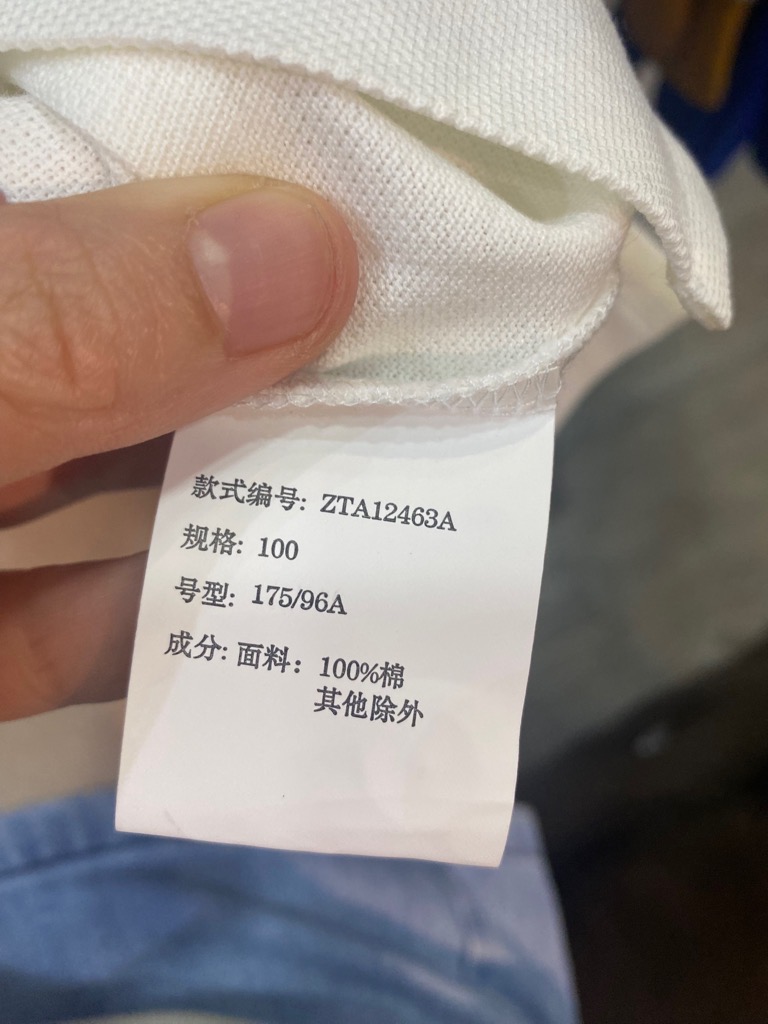 款式编号: ZTA12463A
规格: 100
号型: 175/96A
成分: 面料: 100%棉
其他除外